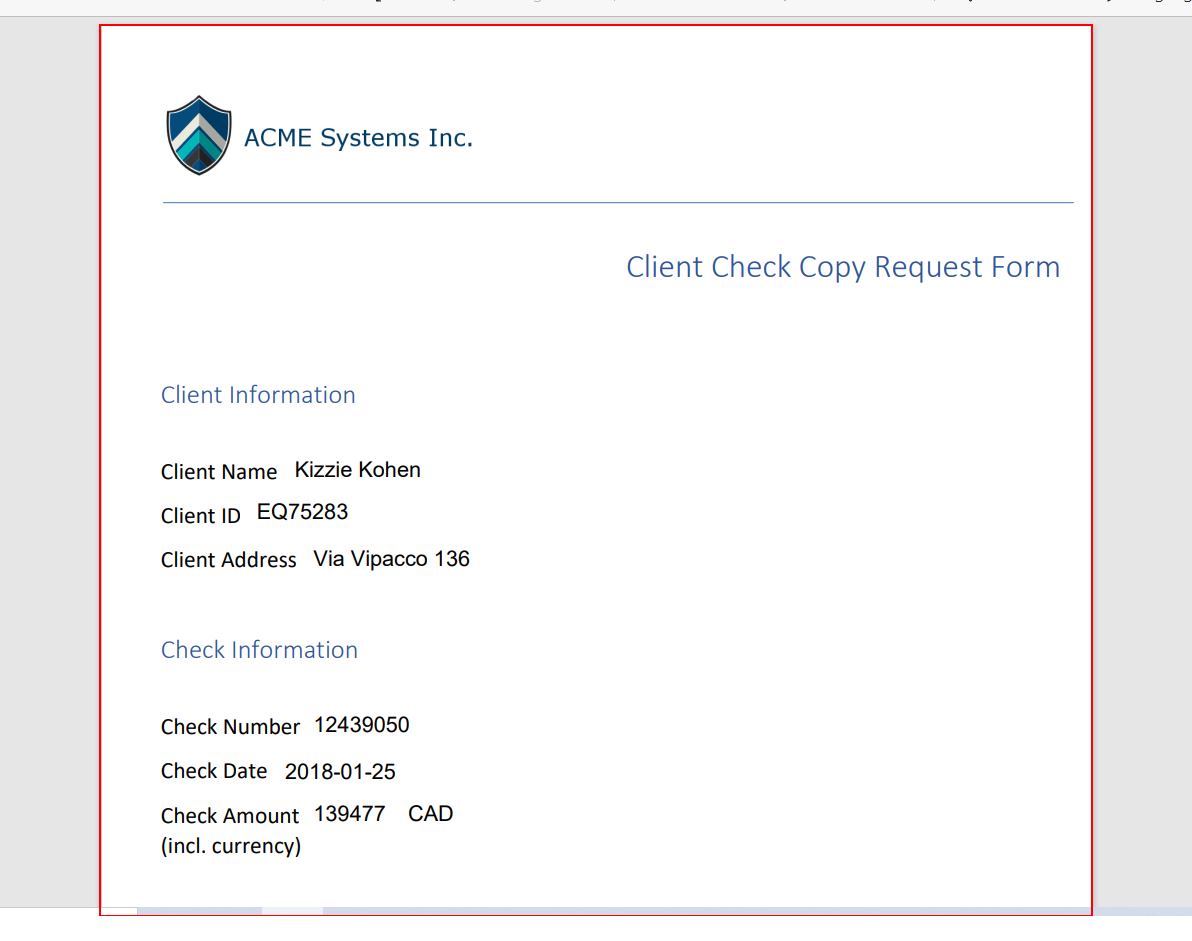 ACME Systems Inc.
Client Check Copy Request Form
Client Information
Client Name Kizzie Kohen
Client ID EQ75283
Client Address Via Vipacco 136
Check Information
Check Number 12439050
Check Date 2018-01-25
Check Amount 139477 CAD
(incl. currency)